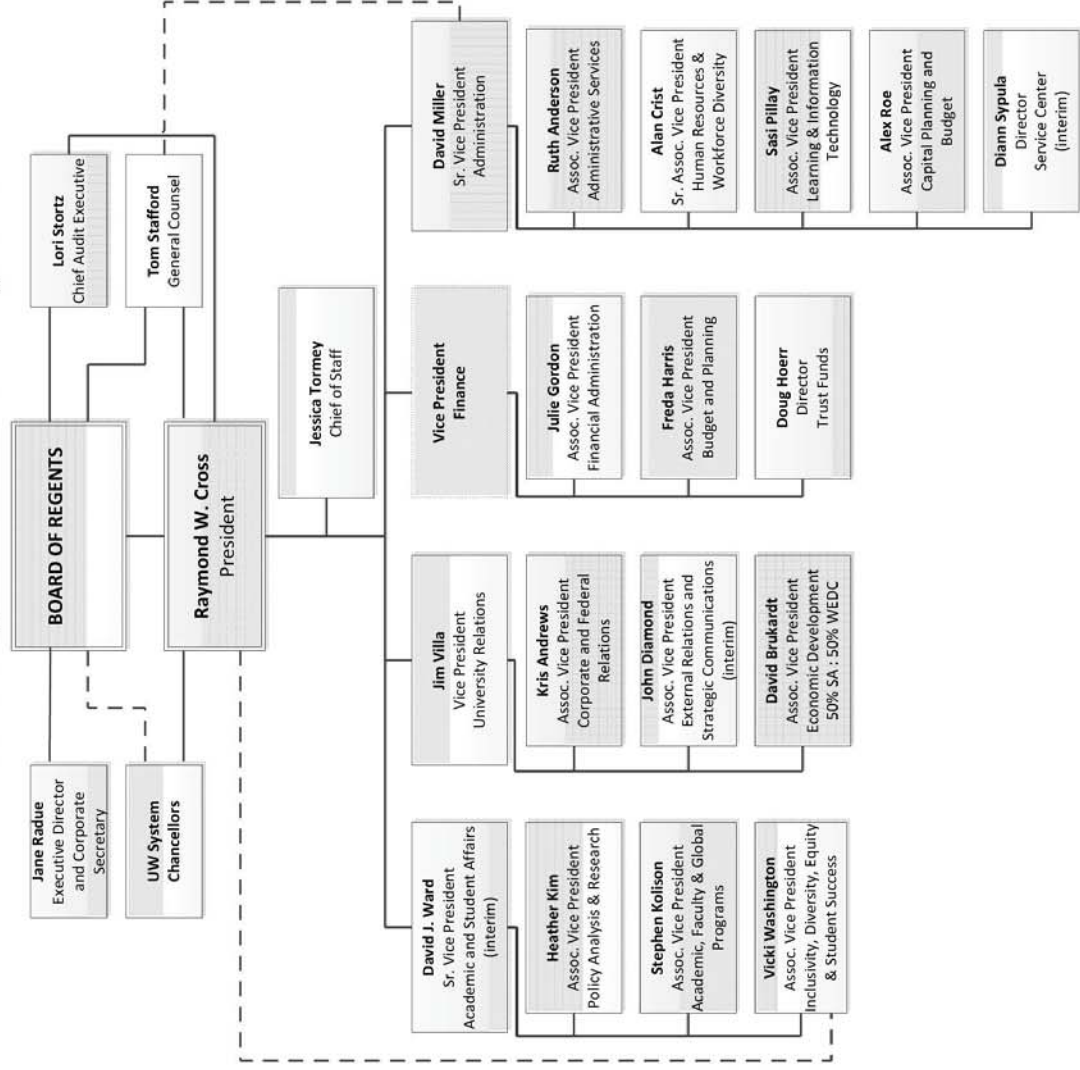 Jane Radue
Executive Director
and Corporate
Secretary
UW System
Chancellors
BOARD OF REGENTS
Raymond W. Cross
President
Lori Stortz
Chief Audit Executive
Tom Stafford
General Counsel
Jessica Tormey
Chief of Staff
David J. Ward
Sr. Vice President
Academic and Student Affairs
(interim)
Heather Kim
Assoc. Vice President
Policy Analysis & Research
Stephen Kolison
Assoc. Vice President
Academic, Faculty & Global
Programs
Vicki Washington
Assoc. Vice President
Inclusivity, Diversity, Equity
& Student Success
Jim Villa
Vice President
University Relations
Kris Andrews
Assoc. Vice President
Corporate and Federal
Relations
John Diamond
Assoc. Vice President
External Relations and
Strategic Communications
(interim)
David Brukardt
Assoc. Vice President
Economic Development
50% SA : 50% WEDC
Vice President
Finance
Julie Gordon
Assoc. Vice President
Financial Administration
Freda Harris
Assoc. Vice President
Budget and Planning
Doug Hoerr
Director
Trust Funds
David Miller
Sr. Vice President
Administration
Ruth Anderson
Assoc. Vice President
Administrative Services
Alan Crist
Sr. Assoc. Vice President
Human Resources &
Workforce Diversity
Sasi Pillay
Assoc. Vice President
Learning & Information
Technology
Alex Roe
Assoc. Vice President
Capital Planning and
Budget
Diann Sypula
Director
Service Center
(interim)